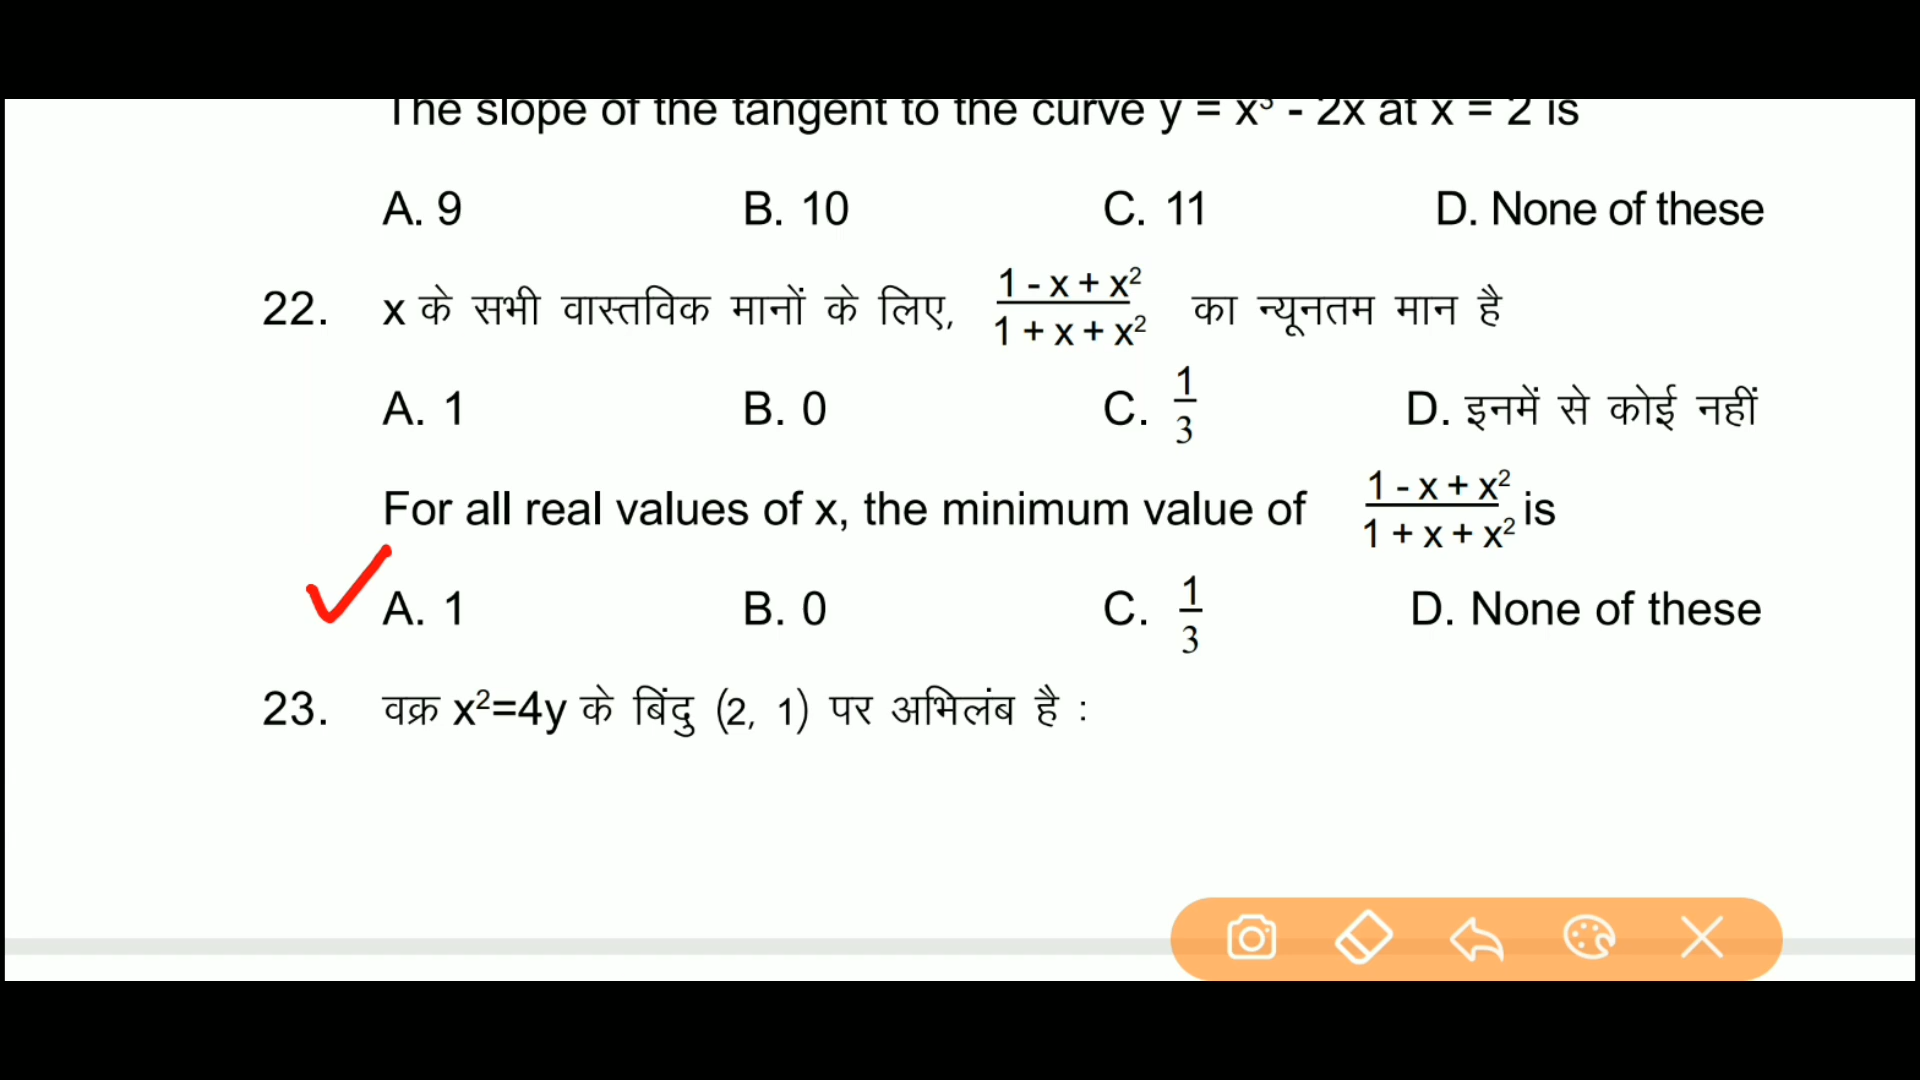 The slope of the tangent to the curve y = x³ - 2x at x = 2 is
A. 9 B. 10 C. 11 D. None of these
22. x के सभी वास्तविक मानों के लिए, (1 - x + x²)/(1 + x + x²) का न्यूनतम मान है
A. 1 B. 0 C. 1/3 D. इनमें से कोई नहीं
For all real values of x, the minimum value of (1 - x + x²)/(1 + x + x²) is
A. 1 B. 0 C. 1/3 D. None of these
23. वक्र x²=4y के बिंदु (2, 1) पर अभिलंब है :